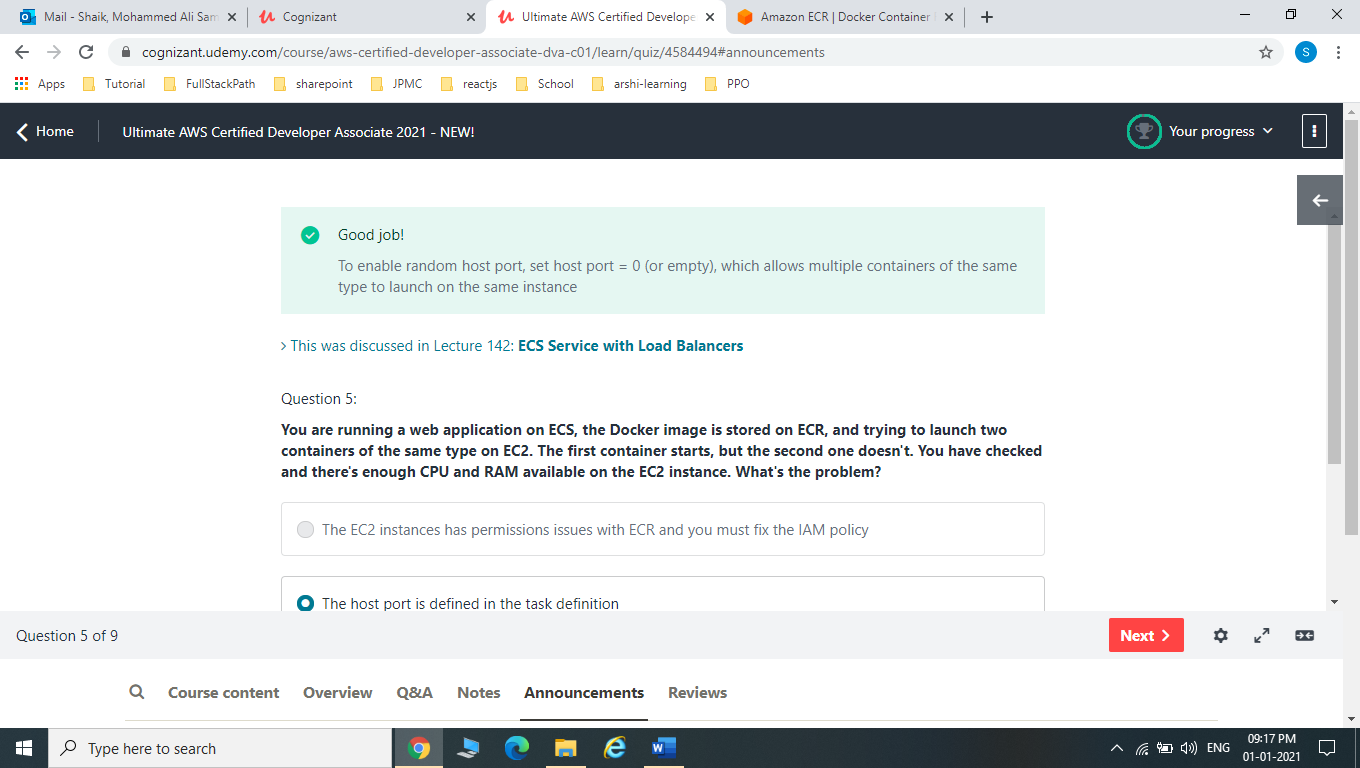 Mail - Shaik, Mohammed Ali Sam
Cognizant
Ultimate AWS Certified Develope
Amazon ECR | Docker Container
cognizant.udemy.com/course/aws-certified-developer-associate-dva-c01/learn/quiz/4584494#announcements
S
Apps
Tutorial
FullStackPath
sharepoint
JPMC
reactjs
School
arshi-learning
PPO
Home
Ultimate AWS Certified Developer Associate 2021 - NEW!
Your progress
Good job!
To enable random host port, set host port = 0 (or empty), which allows multiple containers of the same
type to launch on the same instance
> This was discussed in Lecture 142: ECS Service with Load Balancers
Question 5:
You are running a web application on ECS, the Docker image is stored on ECR, and trying to launch two
containers of the same type on EC2. The first container starts, but the second one doesn't. You have checked
and there's enough CPU and RAM available on the EC2 instance. What's the problem?
The EC2 instances has permissions issues with ECR and you must fix the IAM policy
The host port is defined in the task definition
Question 5 of 9
Next
Course content
Overview
Q&A
Notes
Announcements
Reviews
Type here to search
ENG
09:17 PM
01-01-2021